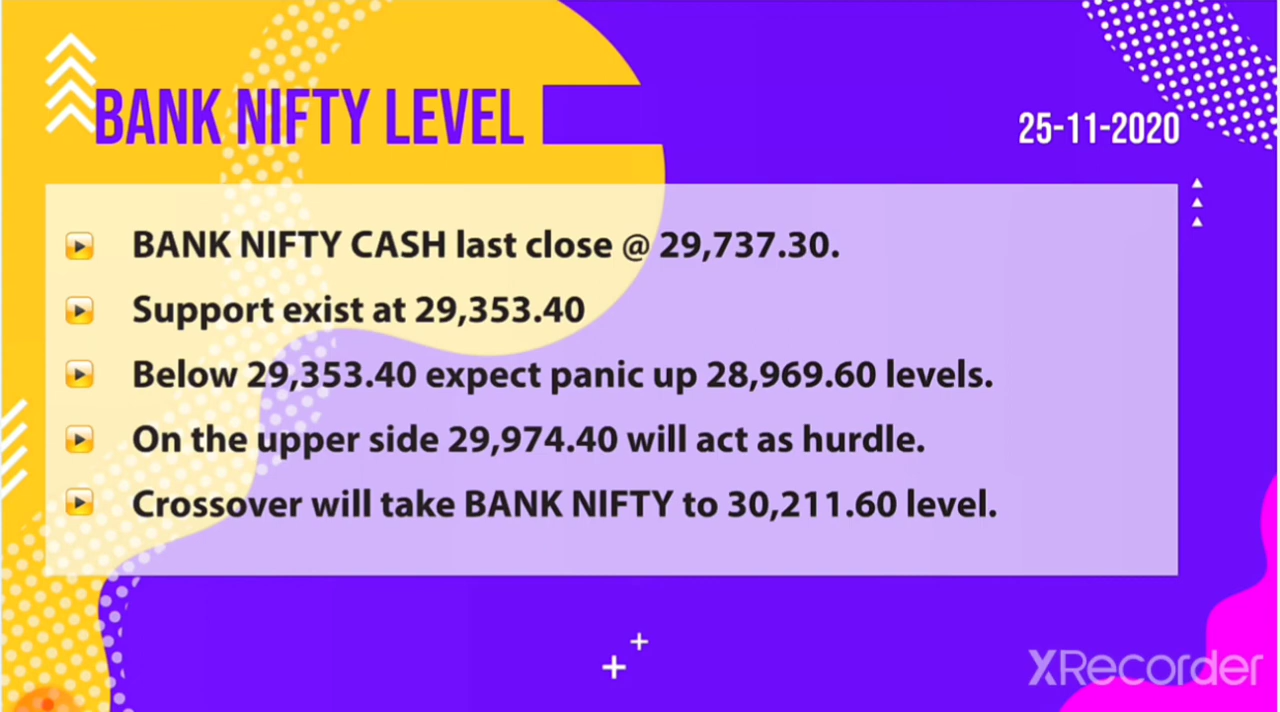 BANK NIFTY LEVEL
25-11-2020
BANK NIFTY CASH last close @ 29,737.30.
Support exist at 29,353.40
Below 29,353.40 expect panic up 28,969.60 levels.
On the upper side 29,974.40 will act as hurdle.
Crossover will take BANK NIFTY to 30,211.60 level.
XRecorder